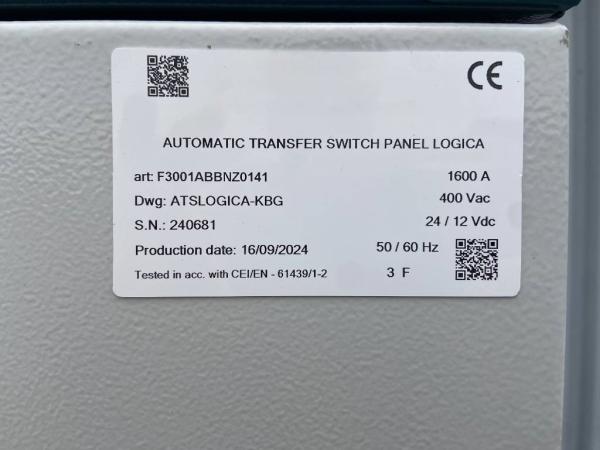 CE
AUTOMATIC TRANSFER SWITCH PANEL LOGICA
art: F3001ABBNZ0141 1600 A
Dwg: ATSLOGICA-KBG 400 Vac
S.N.: 240681 24 / 12 Vdc
Production date: 16/09/2024 50 / 60 Hz
Tested in acc. with CEI/EN - 61439/1-2 3 F